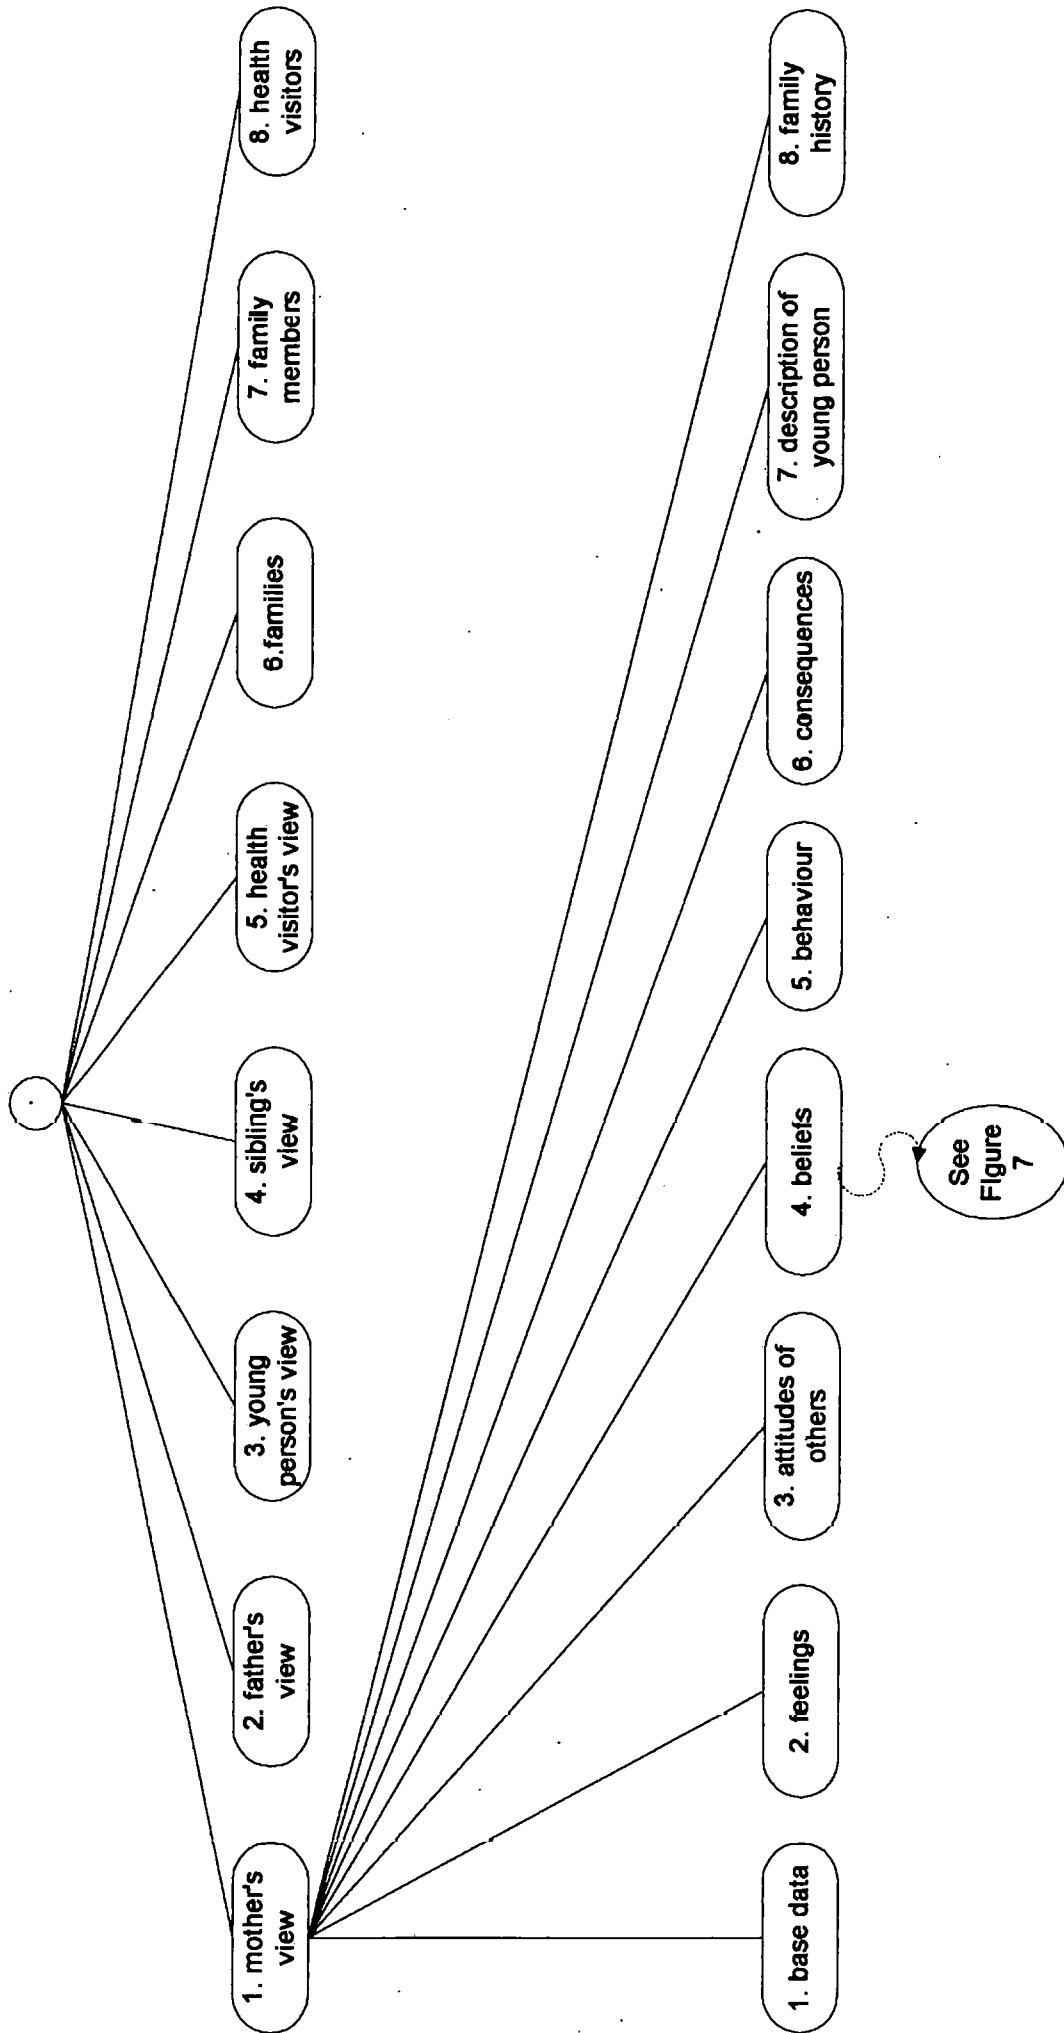 1. mother's
view
2. father's
view
3. young
person's view
4. sibling's
view
5. health
visitor's view
6.families
7. family
members
8. health
visitors
1. base data
2. feelings
3. attitudes of
others
4. beliefs
5. behaviour
6. consequences
7. description of
young person
8. family
history
See
Figure
7